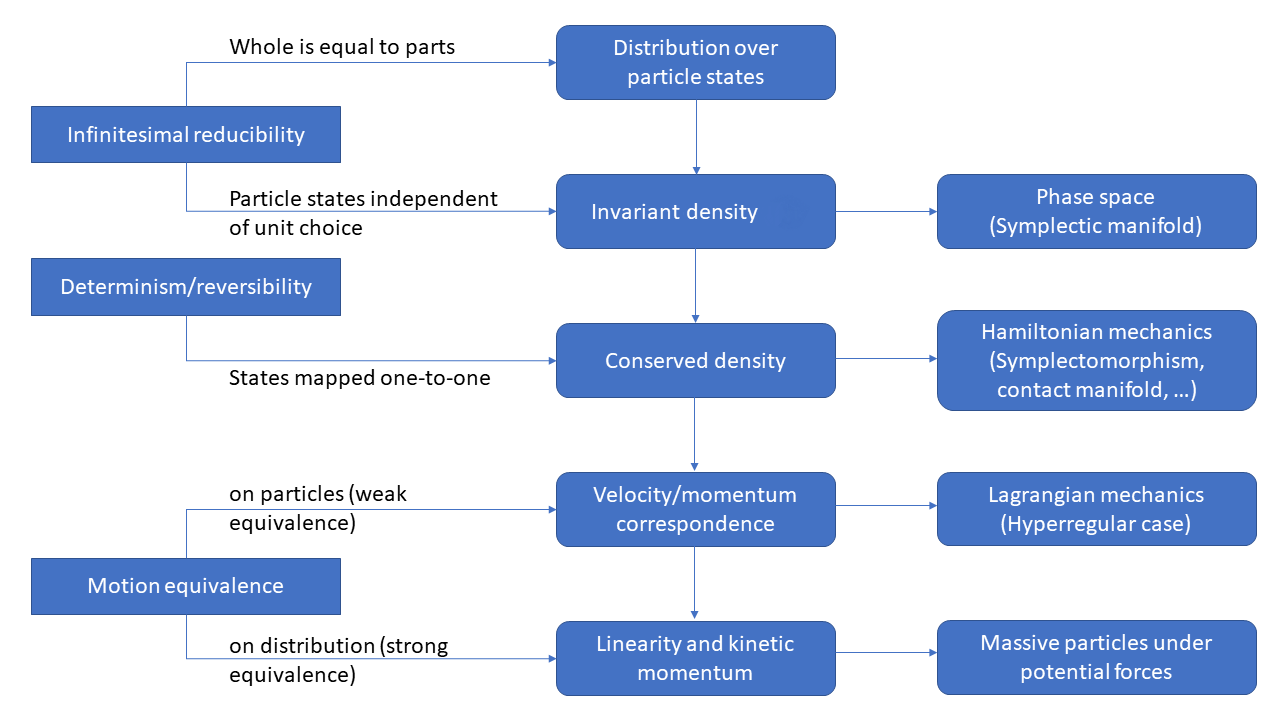 Whole is equal to parts
Distribution over
particle states
Infinitesimal reducibility
Particle states independent
of unit choice
Invariant density
Phase space
(Symplectic manifold)
Determinism/reversibility
States mapped one-to-one
Conserved density
Hamiltonian mechanics
(Symplectomorphism,
contact manifold, …)
on particles (weak
equivalence)
Velocity/momentum
correspondence
Lagrangian mechanics
(Hyperregular case)
Motion equivalence
on distribution (strong
equivalence)
Linearity and kinetic
momentum
Massive particles under
potential forces